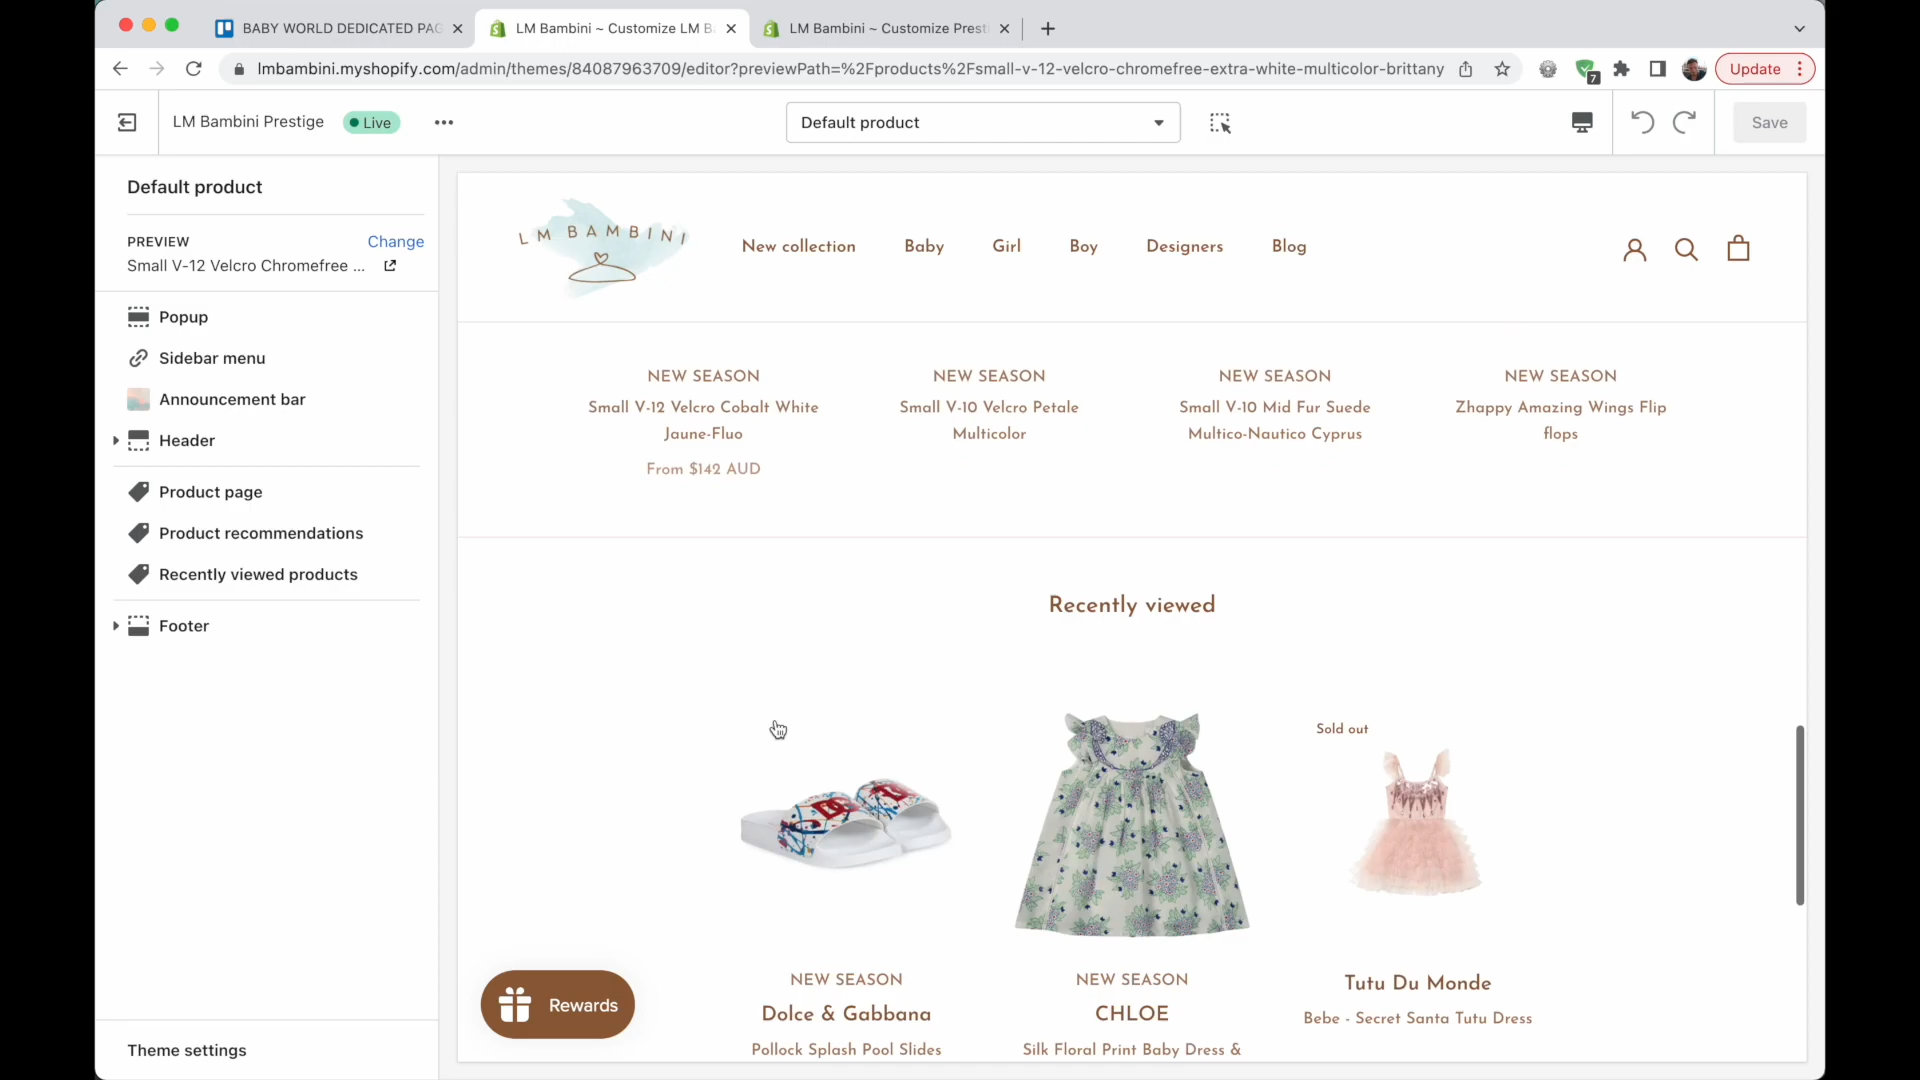 BABY WORLD DEDICATED PAG
LM Bambini ~ Customize LM B
LM Bambini ~ Customize Presti
lmbambini.myshopify.com/admin/themes/84087963709/editor?previewPath=%2Fproducts%2Fsmall-v-12-velcro-chromefree-extra-white-multicolor-brittany
7
Update
LM Bambini Prestige
Live
Default product
Save
Default product
PREVIEW
Change
Small V-12 Velcro Chromefree ...
Popup
Sidebar menu
Announcement bar
Header
Product page
Product recommendations
Recently viewed products
Footer
Theme settings
LM BAMBINI
New collection
Baby
Girl
Boy
Designers
Blog
NEW SEASON
Small V-12 Velcro Cobalt White
Jaune-Fluo
From $142 AUD
NEW SEASON
Small V-10 Velcro Petale
Multicolor
NEW SEASON
Small V-10 Mid Fur Suede
Multico-Nautico Cyprus
NEW SEASON
Zhappy Amazing Wings Flip
flops
Recently viewed
Sold out
NEW SEASON
Dolce & Gabbana
Pollock Splash Pool Slides
NEW SEASON
CHLOE
Silk Floral Print Baby Dress &
Tutu Du Monde
Bebe - Secret Santa Tutu Dress
Rewards